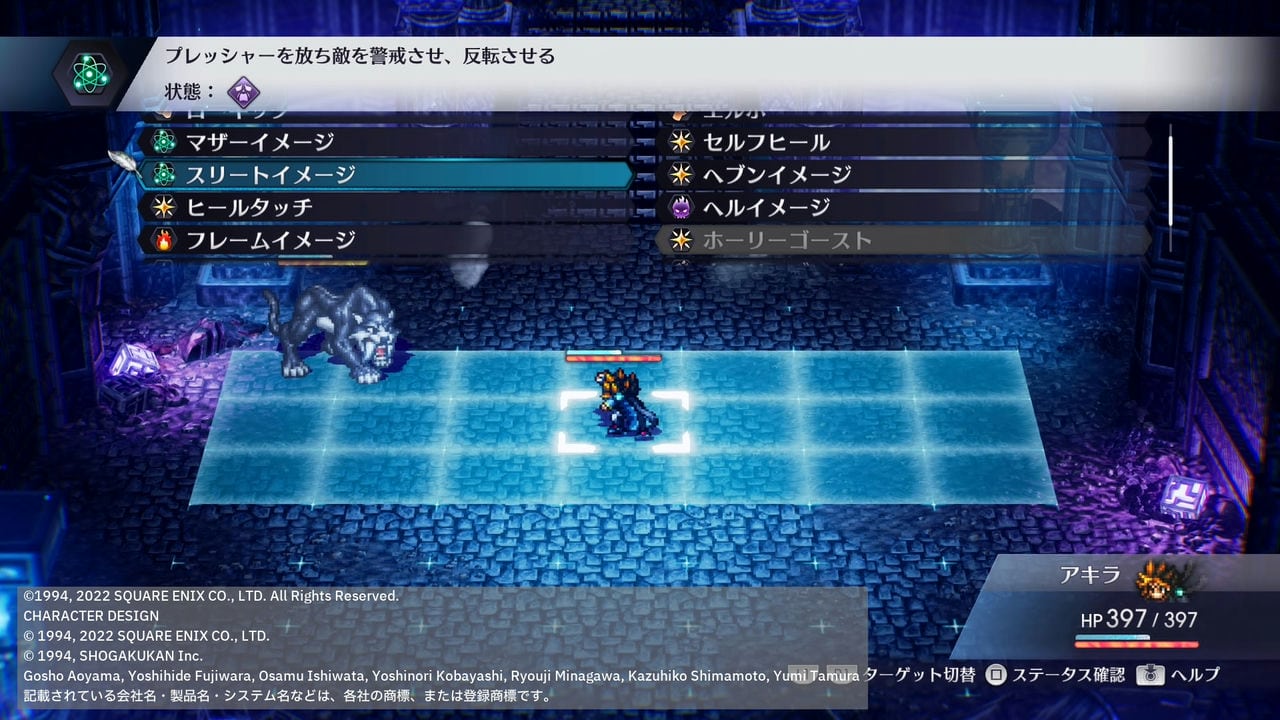 プレッシャーを放ち敵を警戒させ、反転させる
状態：
マザーイメージ
セルフヒール
スリートイメージ
ヘブンイメージ
ヒールタッチ
ヘルイメージ
フレームイメージ
ホーリーゴースト
アキラ
HP 397 / 397
ターゲット切替 ステータス確認 ヘルプ
©1994, 2022 SQUARE ENIX CO., LTD. All Rights Reserved.
CHARACTER DESIGN
© 1994, 2022 SQUARE ENIX CO., LTD.
© 1994, SHOGAKUKAN Inc.
Gosho Aoyama, Yoshihide Fujiwara, Osamu Ishiwata, Yoshinori Kobayashi, Ryouji Minagawa, Kazuhiko Shimamoto, Yumi Tamura
記載されている会社名・製品名・システム名などは、各社の商標、または登録商標です。